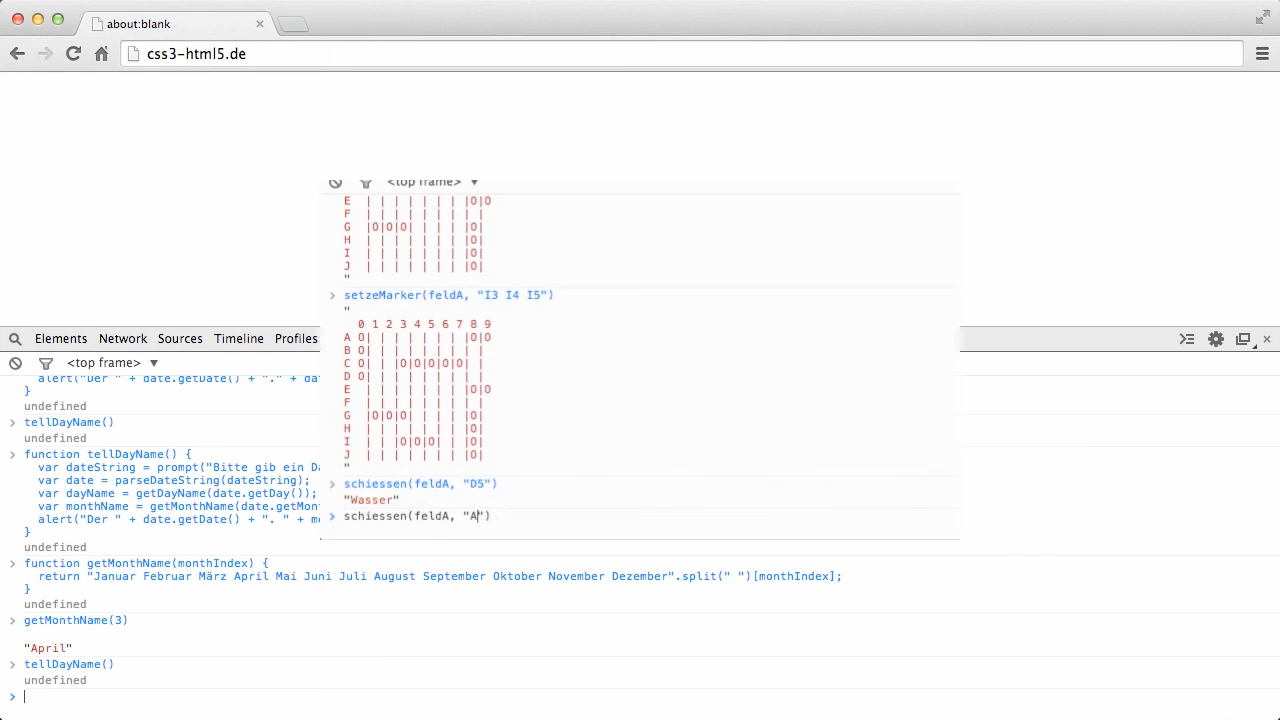 about:blank
css3-html5.de
<top frame>
E | | | | | | | |O|O
F | | | | | | | | |
G |O|O|O| | | | |O|
H | | | | | | | |O|
I | | | | | | | |O|
J | | | | | | | |O|
"
setzeMarker(feldA, "I3 I4 I5")
"
0 1 2 3 4 5 6 7 8 9
A O| | | | | | | |O|O
B O| | | | | | | | |
C O| | |O|O|O|O|O| |
D O| | | | | | | | |
E | | | | | | | |O|O
F | | | | | | | | |
G |O|O|O| | | | |O|
H | | | | | | | |O|
I | | |O|O|O| | |O|
J | | | | | | | |O|
"
schiessen(feldA, "D5")
"Wasser"
schiessen(feldA, "A")
Elements Network Sources Timeline Profiles
<top frame>
alert("Der " + date.getDate() + "." + da
}
undefined
tellDayName()
undefined
function tellDayName() {
var dateString = prompt("Bitte gib ein Da
var date = parseDateString(dateString);
var dayName = getDayName(date.getDay());
var monthName = getMonthName(date.getMont
alert("Der " + date.getDate() + ". " + mo
}
undefined
function getMonthName(monthIndex) {
return "Januar Februar März April Mai Juni Juli August September Oktober November Dezember".split(" ")[monthIndex];
}
undefined
getMonthName(3)
"April"
tellDayName()
undefined